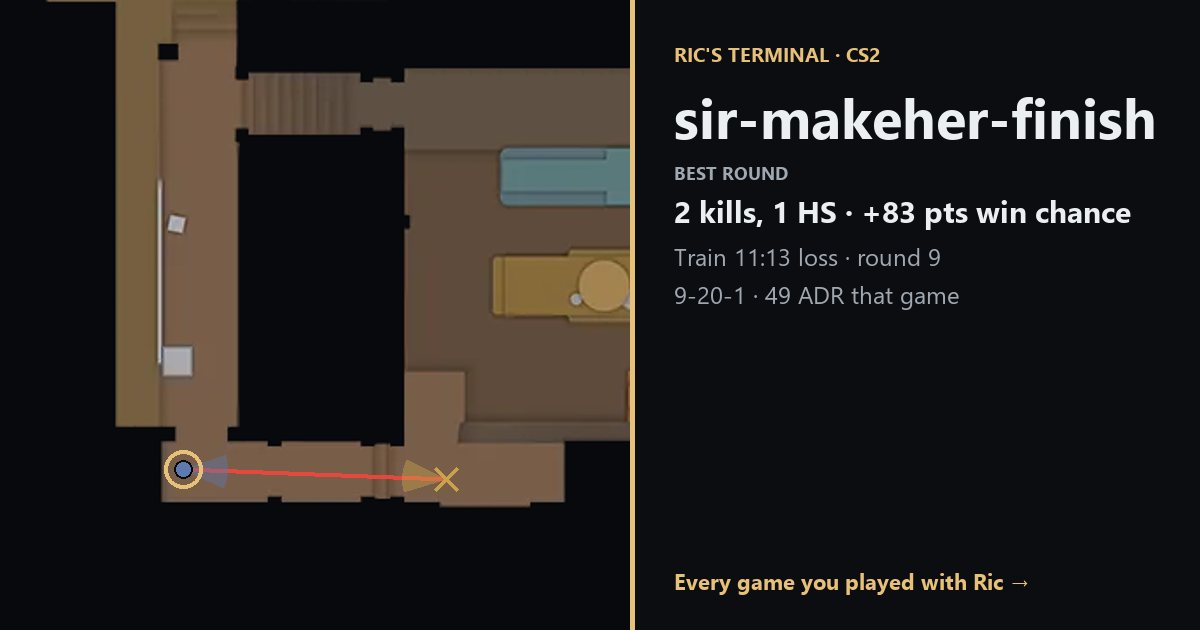 RIC'S TERMINAL · CS2
sir-makeher-finish
BEST ROUND
2 kills, 1 HS · +83 pts win chance
Train 11:13 loss · round 9
9-20-1 · 49 ADR that game
Every game you played with Ric →